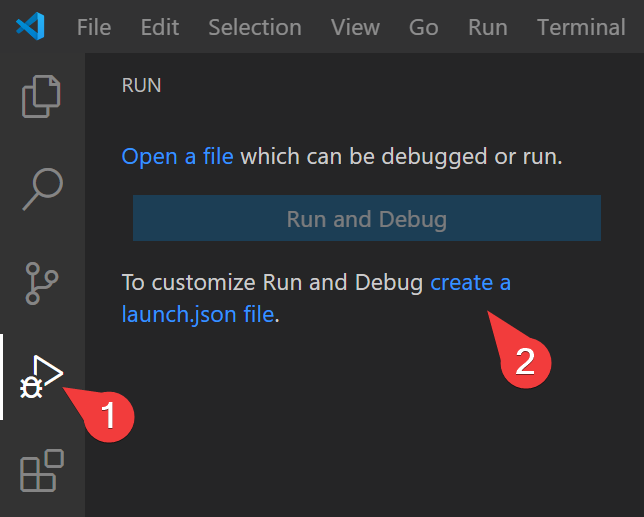 File Edit Selection View Go Run Terminal
RUN
Open a file which can be debugged or run.
Run and Debug
To customize Run and Debug create a
launch.json file.
2
1